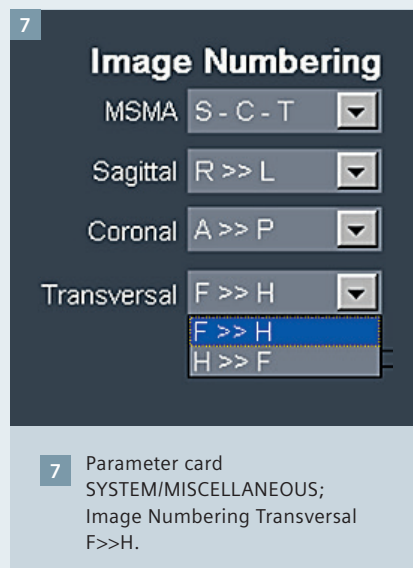 7
Image Numbering
MSMA S - C - T
Sagittal R >> L
Coronal A >> P
Transversal F >> H
F >> H
H >> F
7 Parameter card
SYSTEM/MISCELLANEOUS;
Image Numbering Transversal
F>>H.